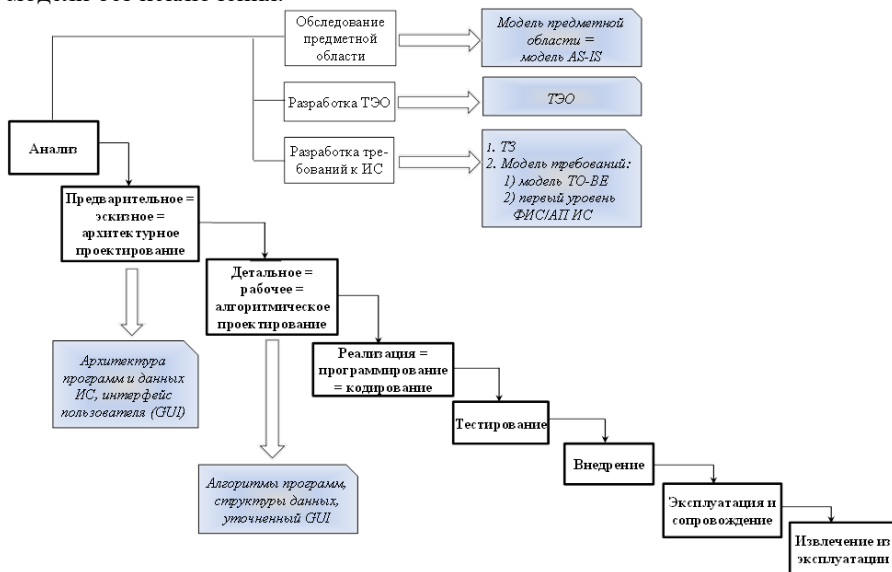 Обследование
предметной
области
Модель предметной
области =
модель AS-IS
Разработка ТЭО
ТЭО
Разработка тре-
бований к ИС
1. ТЗ
2. Модель требований:
1) модель TO-BE
2) первый уровень
ФИС/АП ИС
Анализ
Предварительное =
эскизное =
архитектурное
проектирование
Детальное =
рабочее =
алгоритмическое
проектирование
Архитектура
программ и данных
ИС, интерфейс
пользователя (GUI)
Реализация =
программирование
= кодирование
Тестирование
Внедрение
Алгоритмы программ,
структуры данных,
уточненный GUI
Эксплуатация и
сопровождение
Извлечение из
эксплуатации